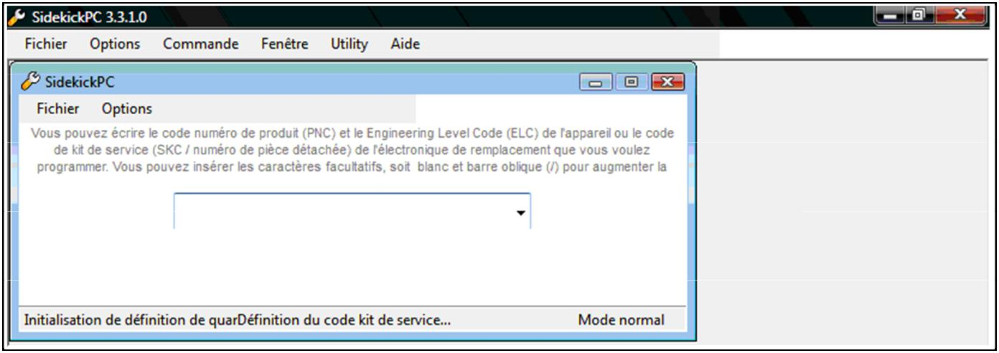 SidekickPC 3.3.1.0
Fichier Options Commande Fenêtre Utility Aide
SidekickPC
Fichier Options
Vous pouvez écrire le code numéro de produit (PNC) et le Engineering Level Code (ELC) de l'appareil ou le code
de kit de service (SKC / numéro de pièce détachée) de l'électronique de remplacement que vous voulez
programmer. Vous pouvez insérer les caractères facultatifs, soit blanc et barre oblique (/) pour augmenter la
Initialisation de définition de quarDéfinition du code kit de service... Mode normal